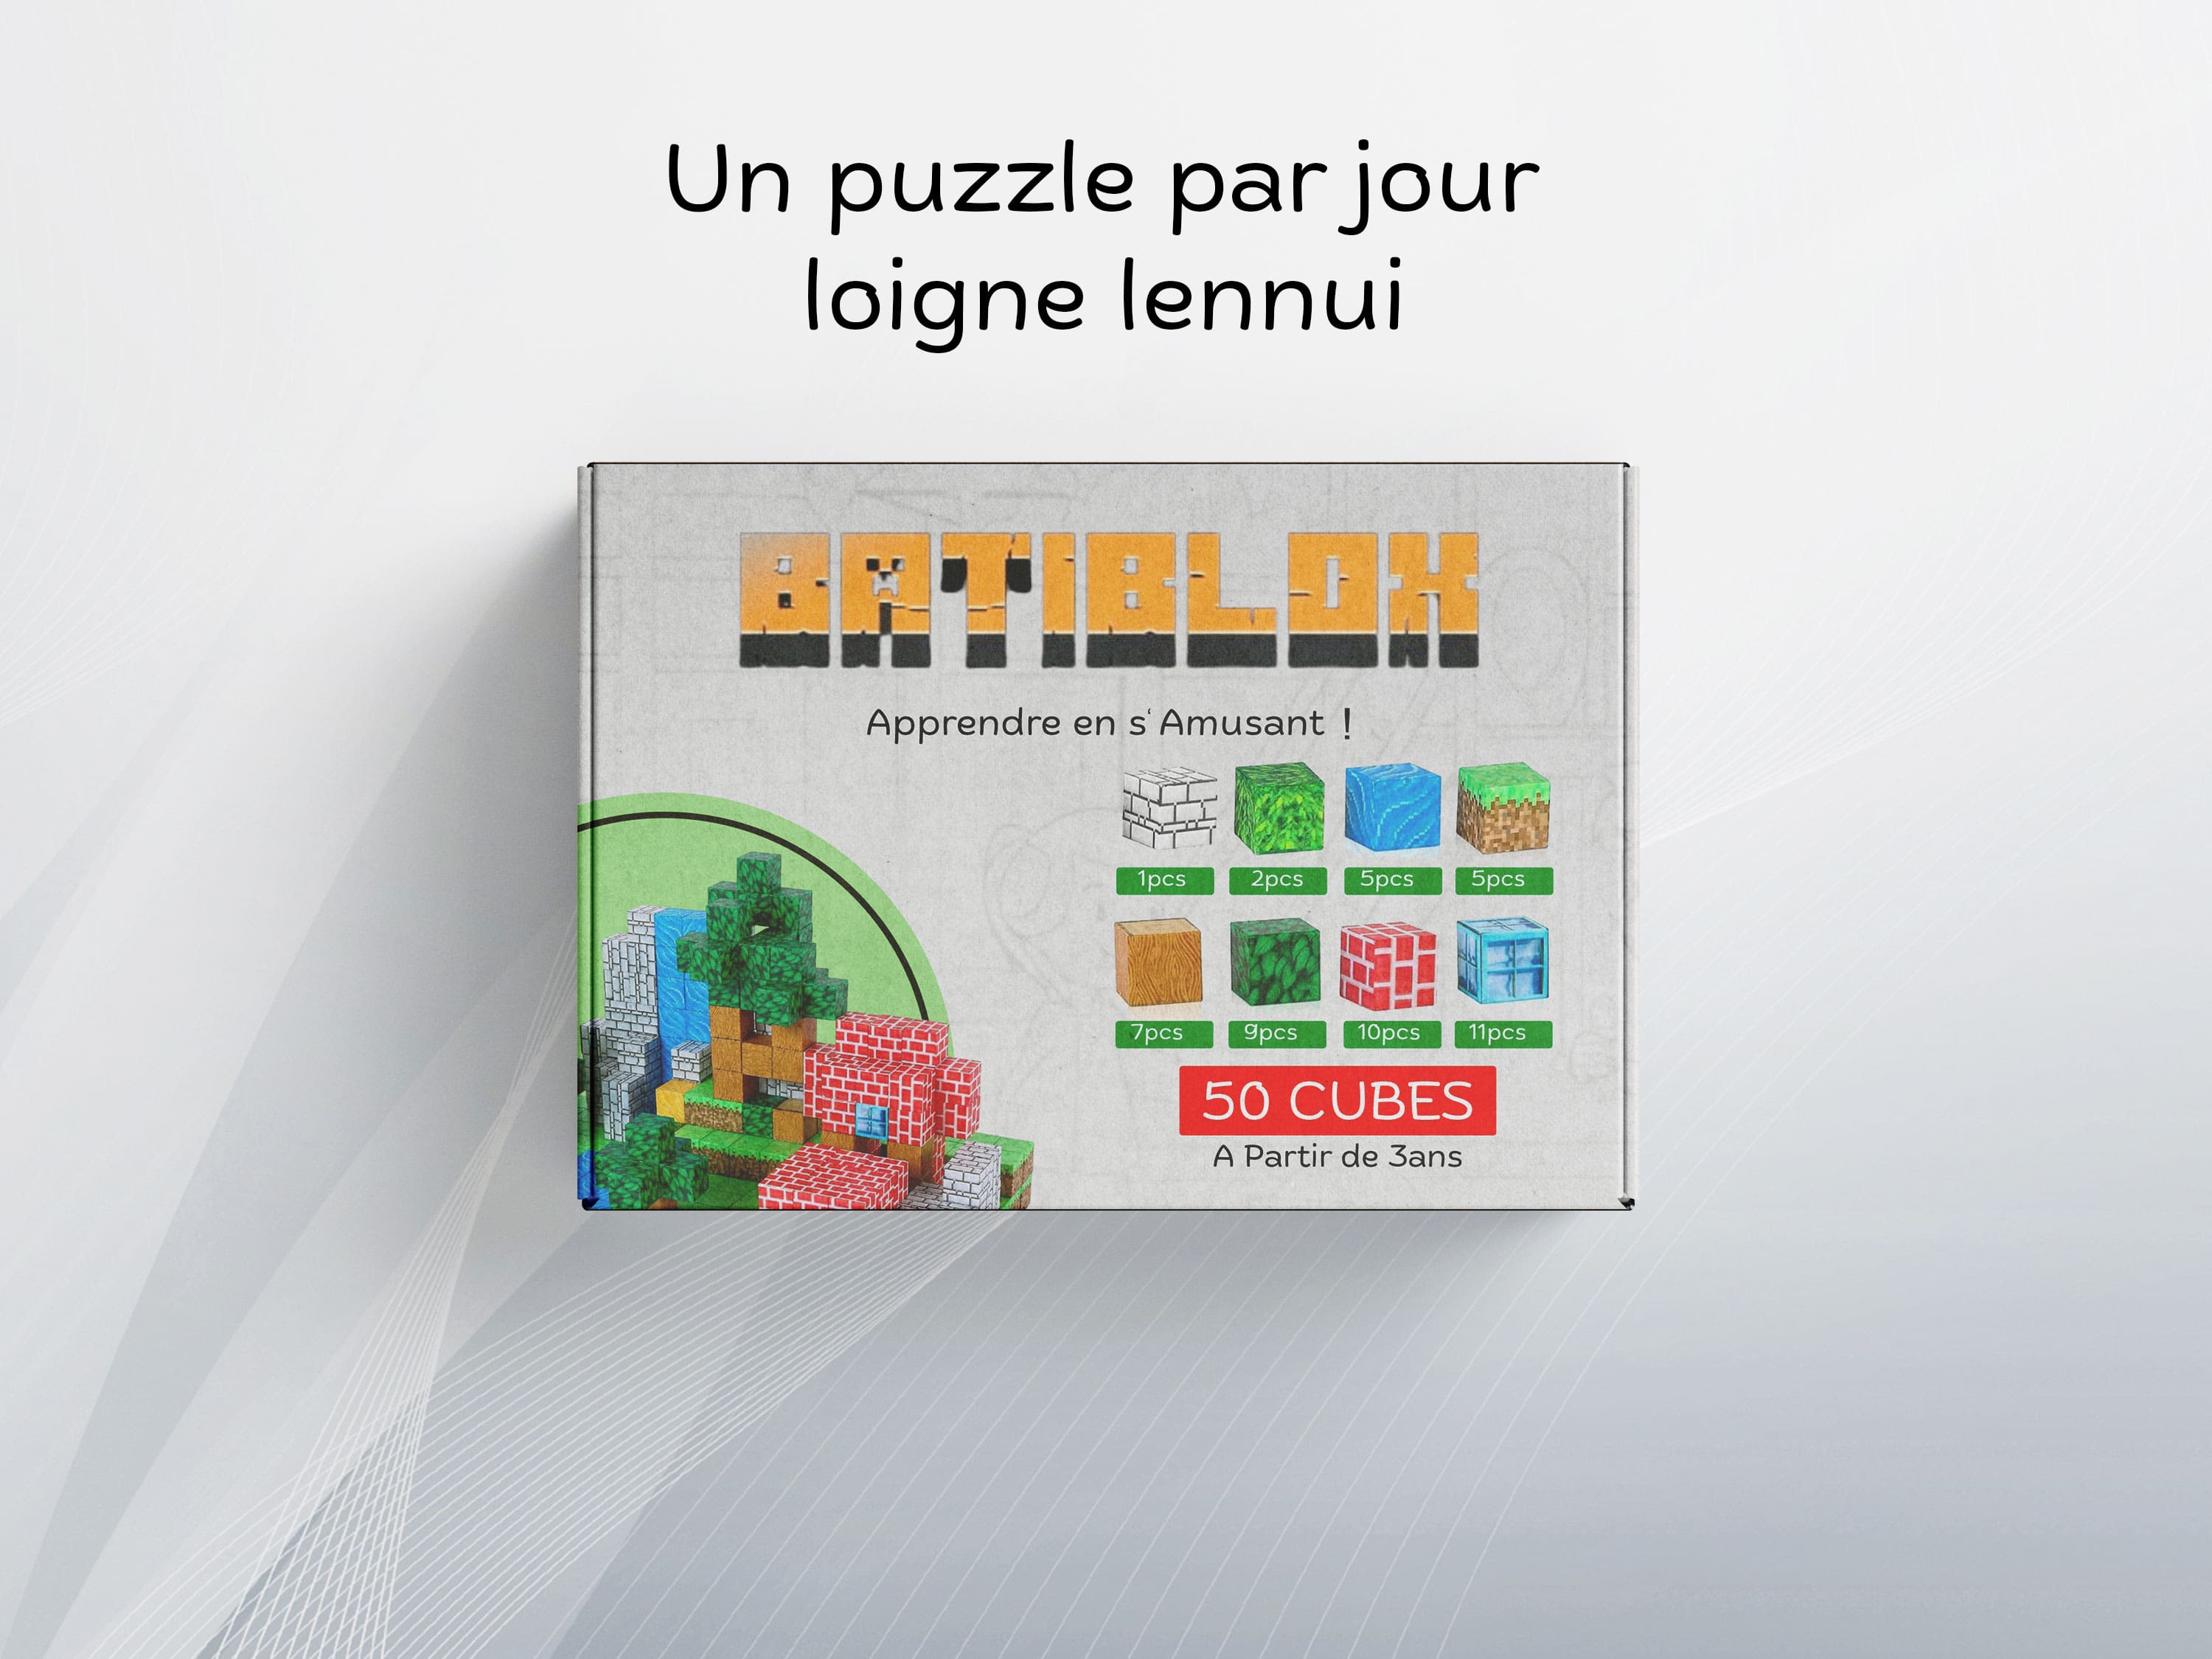 Un puzzle par jour
loigne lennui
BATIBLOX
Apprendre en s‘Amusant !
1pcs 2pcs 5pcs 5pcs
7pcs 9pcs 10pcs 11pcs
50 CUBES
A Partir de 3ans